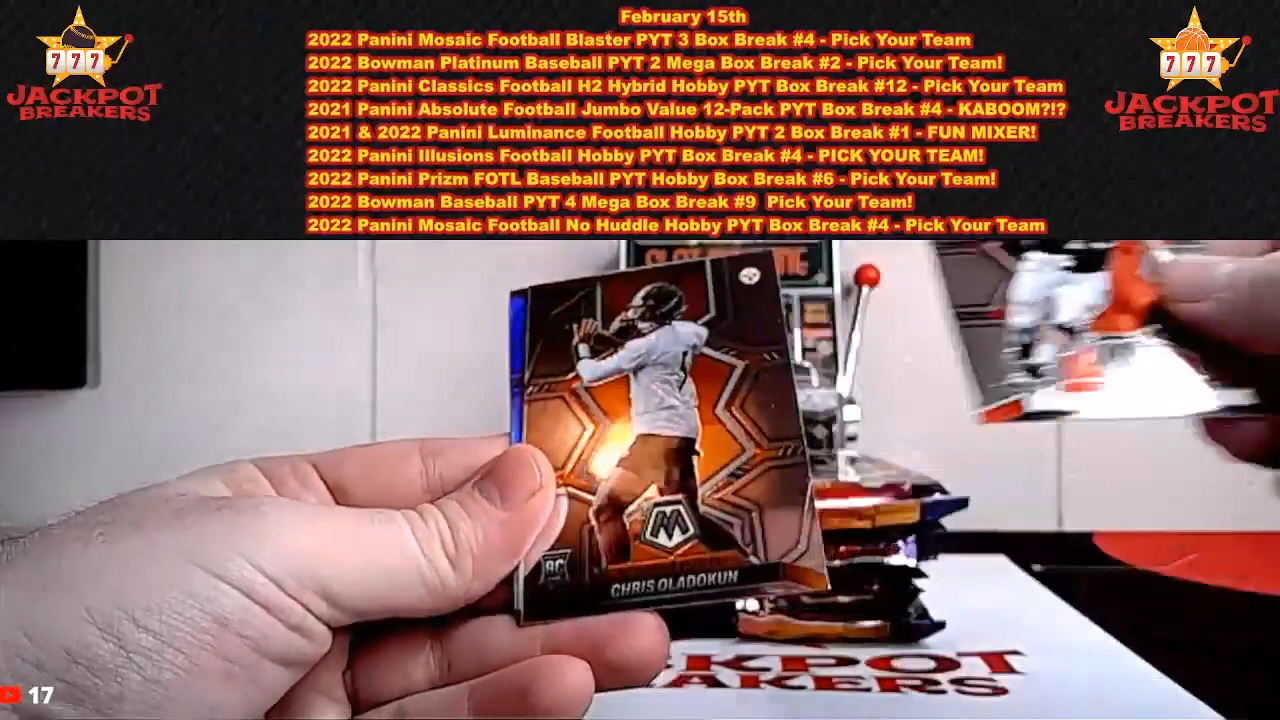 February 15th
2022 Panini Mosaic Football Blaster PYT 3 Box Break #4 - Pick Your Team
2022 Bowman Platinum Baseball PYT 2 Mega Box Break #2 - Pick Your Team!
2022 Panini Classics Football H2 Hybrid Hobby PYT Box Break #12 - Pick Your Team
2021 Panini Absolute Football Jumbo Value 12-Pack PYT Box Break #4 - KABOOM?!?
2021 & 2022 Panini Luminance Football Hobby PYT 2 Box Break #1 - FUN MIXER!
2022 Panini Illusions Football Hobby PYT Box Break #4 - PICK YOUR TEAM!
2022 Panini Prizm FOTL Baseball PYT Hobby Box Break #6 - Pick Your Team!
2022 Bowman Baseball PYT 4 Mega Box Break #9 Pick Your Team!
2022 Panini Mosaic Football No Huddle Hobby PYT Box Break #4 - Pick Your Team
777
JACKPOT
BREAKERS
777
JACKPOT
BREAKERS
RC
CHRIS OLADOKUN
17